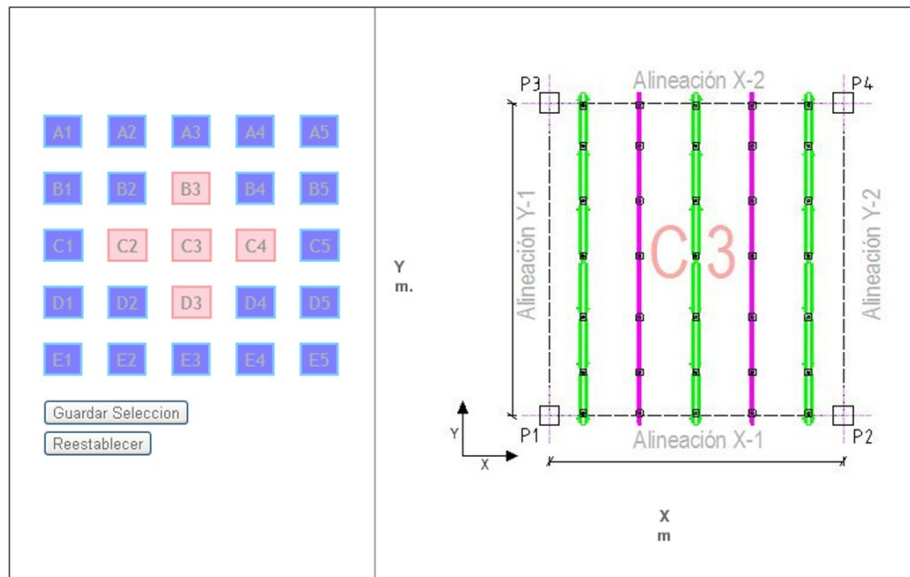 A1 A2 A3 A4 A5
B1 B2 B3 B4 B5
C1 C2 C3 C4 C5
D1 D2 D3 D4 D5
E1 E2 E3 E4 E5
Guardar Seleccion
Reestablecer
P3 Alineación X-2 P4
Alineación Y-1
C 3
Alineación Y-2
Y
m.
P1 Alineación X-1 P2
Y
X
X
m